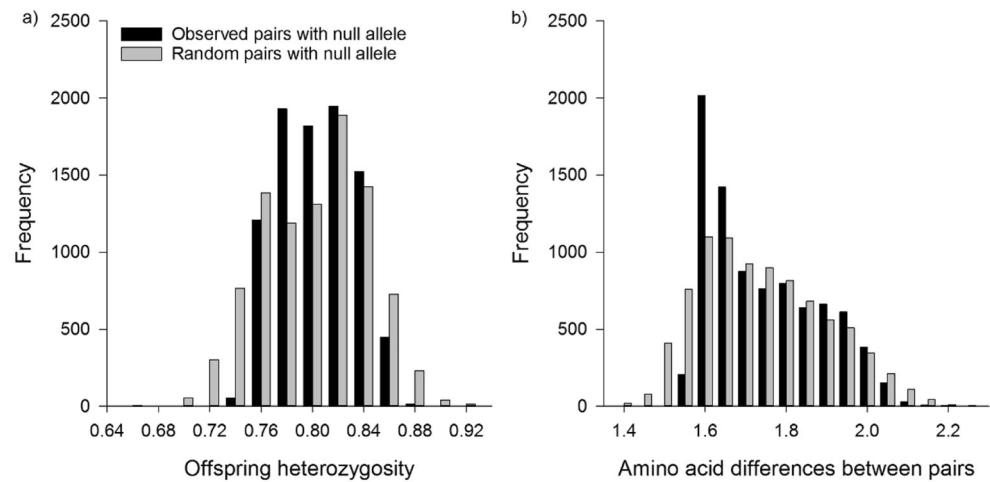 a)
Observed pairs with null allele
Random pairs with null allele
Frequency
2500
2000
1500
1000
500
0
0.64 0.68 0.72 0.76 0.80 0.84 0.88 0.92
Offspring heterozygosity
b)
Frequency
2500
2000
1500
1000
500
0
1.4 1.6 1.8 2.0 2.2
Amino acid differences between pairs